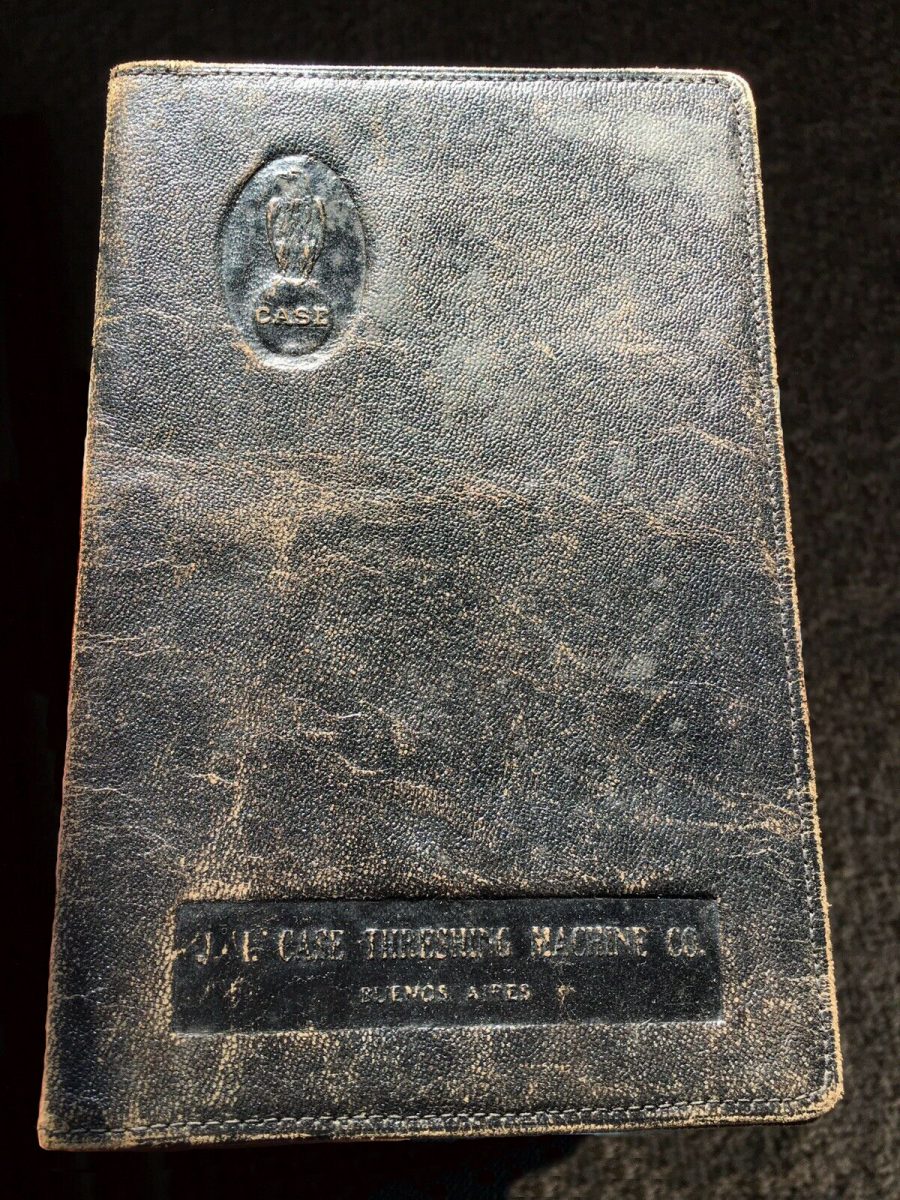 CASE
J. I. CASE THRESHING MACHINE CO.
BUENOS AIRES